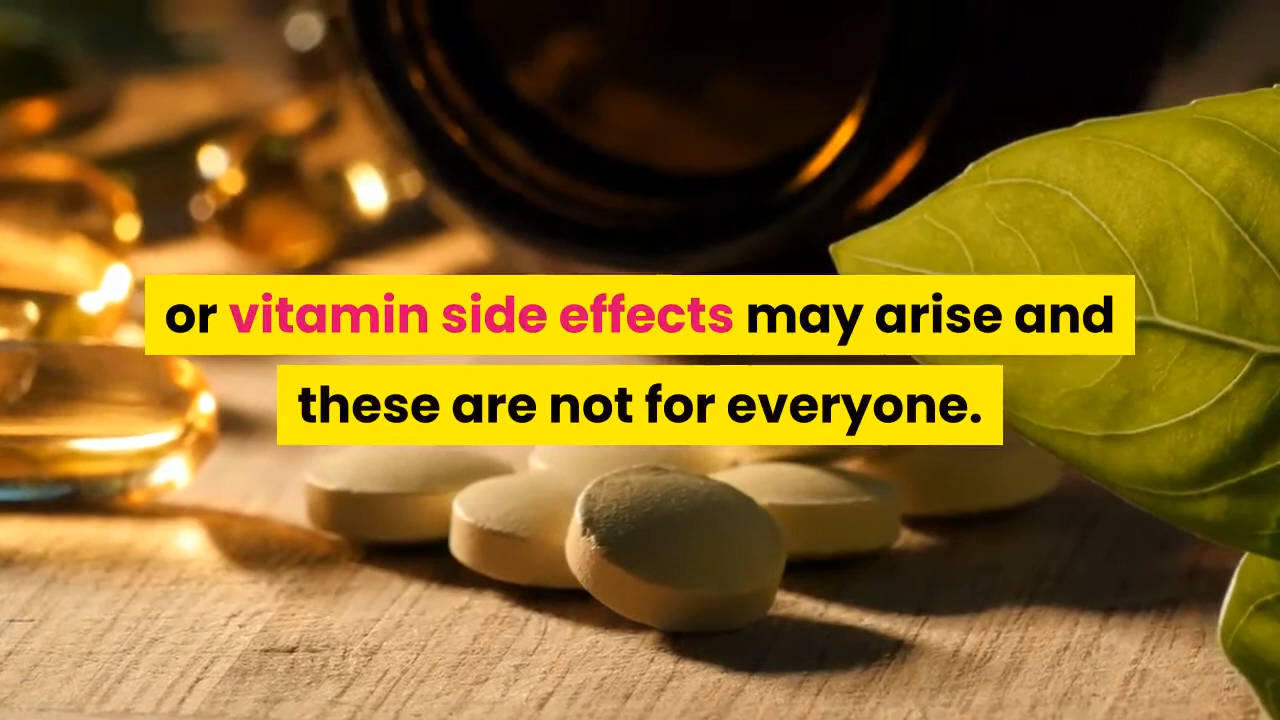 or vitamin side effects may arise and
these are not for everyone.